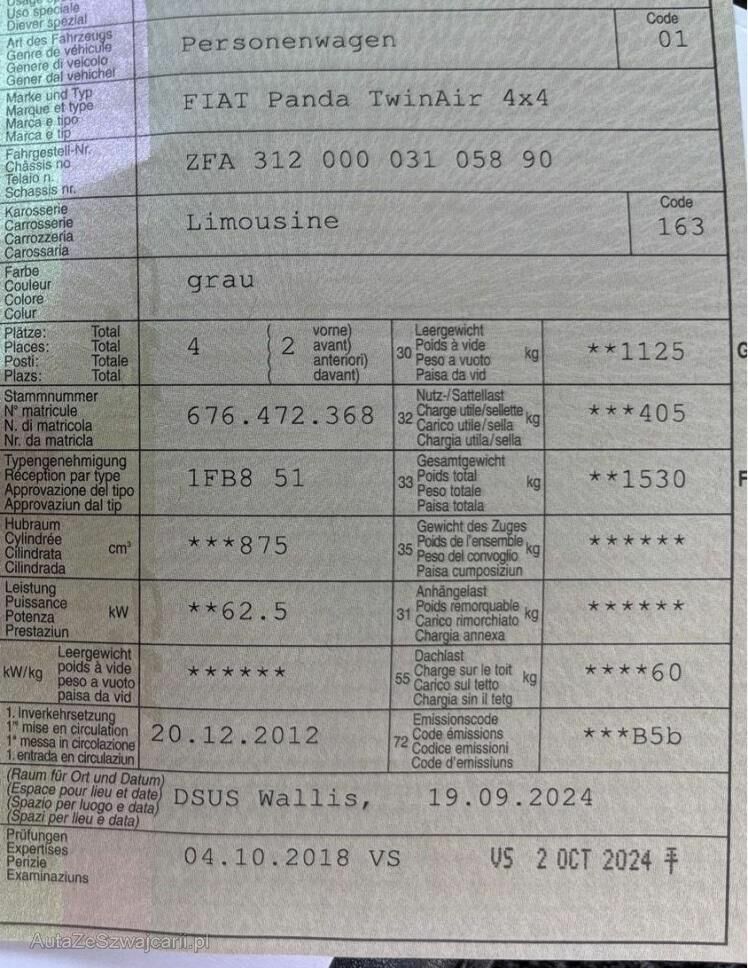 Uso speciale
Diever spezial
Art des Fahrzeugs
Genre de véhicule
Genere di veicolo
Gener dal vehichel
Personenwagen
Code
01
Marke und Typ
Marque et type
Marca e tipo
Marca e tip
FIAT Panda TwinAir 4x4
Fahrgestell-Nr.
Châssis no
Telaio n.
Schassis nr.
ZFA 312 000 031 058 90
Karosserie
Carrosserie
Carrozzeria
Carossaria
Limousine
Code
163
Farbe
Couleur
Colore
Colur
grau
Plätze: Total
Places: Total
Posti: Totale
Plazs: Total
4
( 2
vorne)
avant)
anteriori)
davant)
30
Leergewicht
Poids à vide
Peso a vuoto
Paisa da vid
kg
**1125
G
Stammnummer
N° matricule
N. di matricola
Nr. da matricla
676.472.368
32
Nutz-/Sattellast
Charge utile/sellette
Carico utile/sella
Chargia utila/sella
kg
***405
Typengenehmigung
Réception par type
Approvazione del tipo
Approvaziun dal tip
1FB8 51
33
Gesamtgewicht
Poids total
Peso totale
Paisa totala
kg
**1530
F
Hubraum
Cylindrée
Cilindrata
Cilindrada
cm³
***875
35
Gewicht des Zuges
Poids de l'ensemble
Peso del convoglio
Paisa cumposiziun
kg
******
Leistung
Puissance
Potenza
Prestaziun
kW
**62.5
31
Anhängelast
Poids remorquable
Carico rimorchiato
Chargia annexa
kg
******
kW/kg
Leergewicht
poids à vide
peso a vuoto
paisa da vid
******
55
Dachlast
Charge sur le toit
Carico sul tetto
Chargia sin il tetg
kg
****60
1. Inverkehrsetzung
1re mise en circulation
1a messa in circolazione
1. entrada en circulaziun
20.12.2012
72
Emissionscode
Code émissions
Codice emissioni
Code d'emissiuns
***B5b
(Raum für Ort und Datum)
(Espace pour lieu et date)
(Spazio per luogo e data)
(Spazi per lieu e data)
DSUS Wallis, 19.09.2024
Prüfungen
Expertises
Perizie
Examinaziuns
04.10.2018 VS
VS 2 OCT 2024
AutaZeSzwajcarii.pl